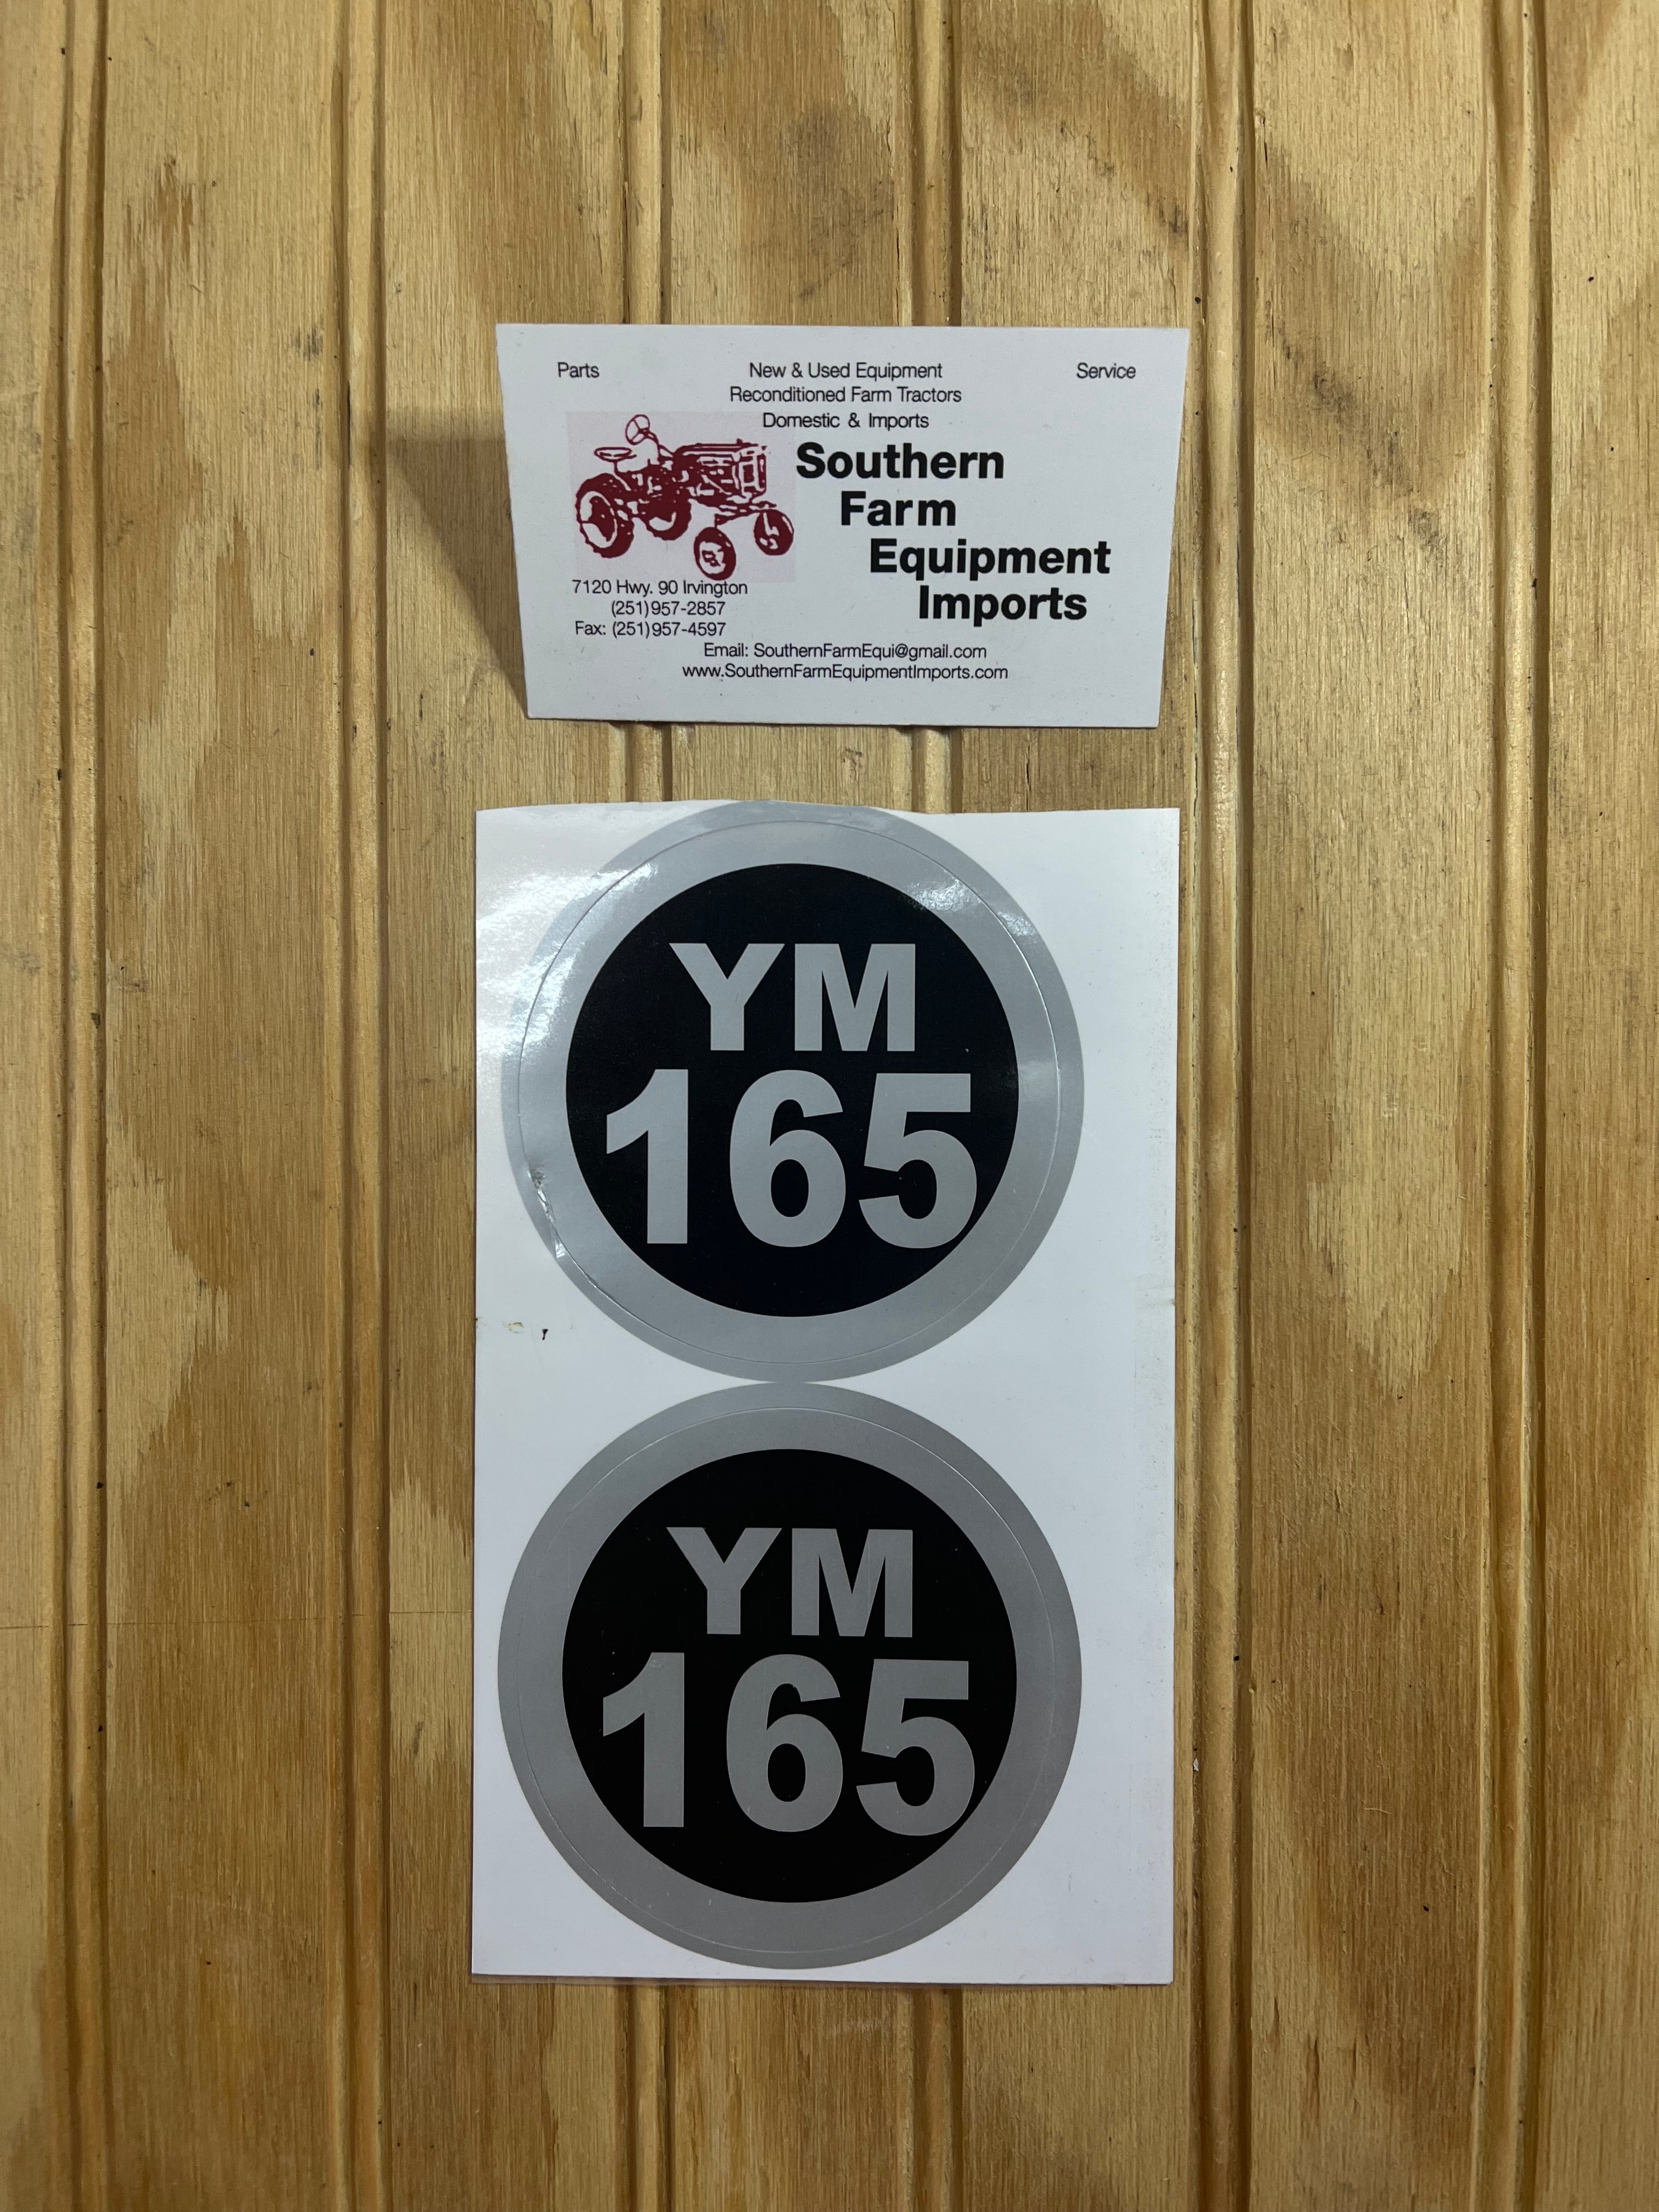 Parts
New & Used Equipment
Service
Reconditioned Farm Tractors
Domestic & Imports
Southern
Farm
Equipment
Imports
7120 Hwy. 90 Irvington
(251)957-2857
Fax: (251)957-4597
Email: SouthernFarmEqui@gmail.com
www.SouthernFarmEquipmentImports.com
YM
165
YM
165